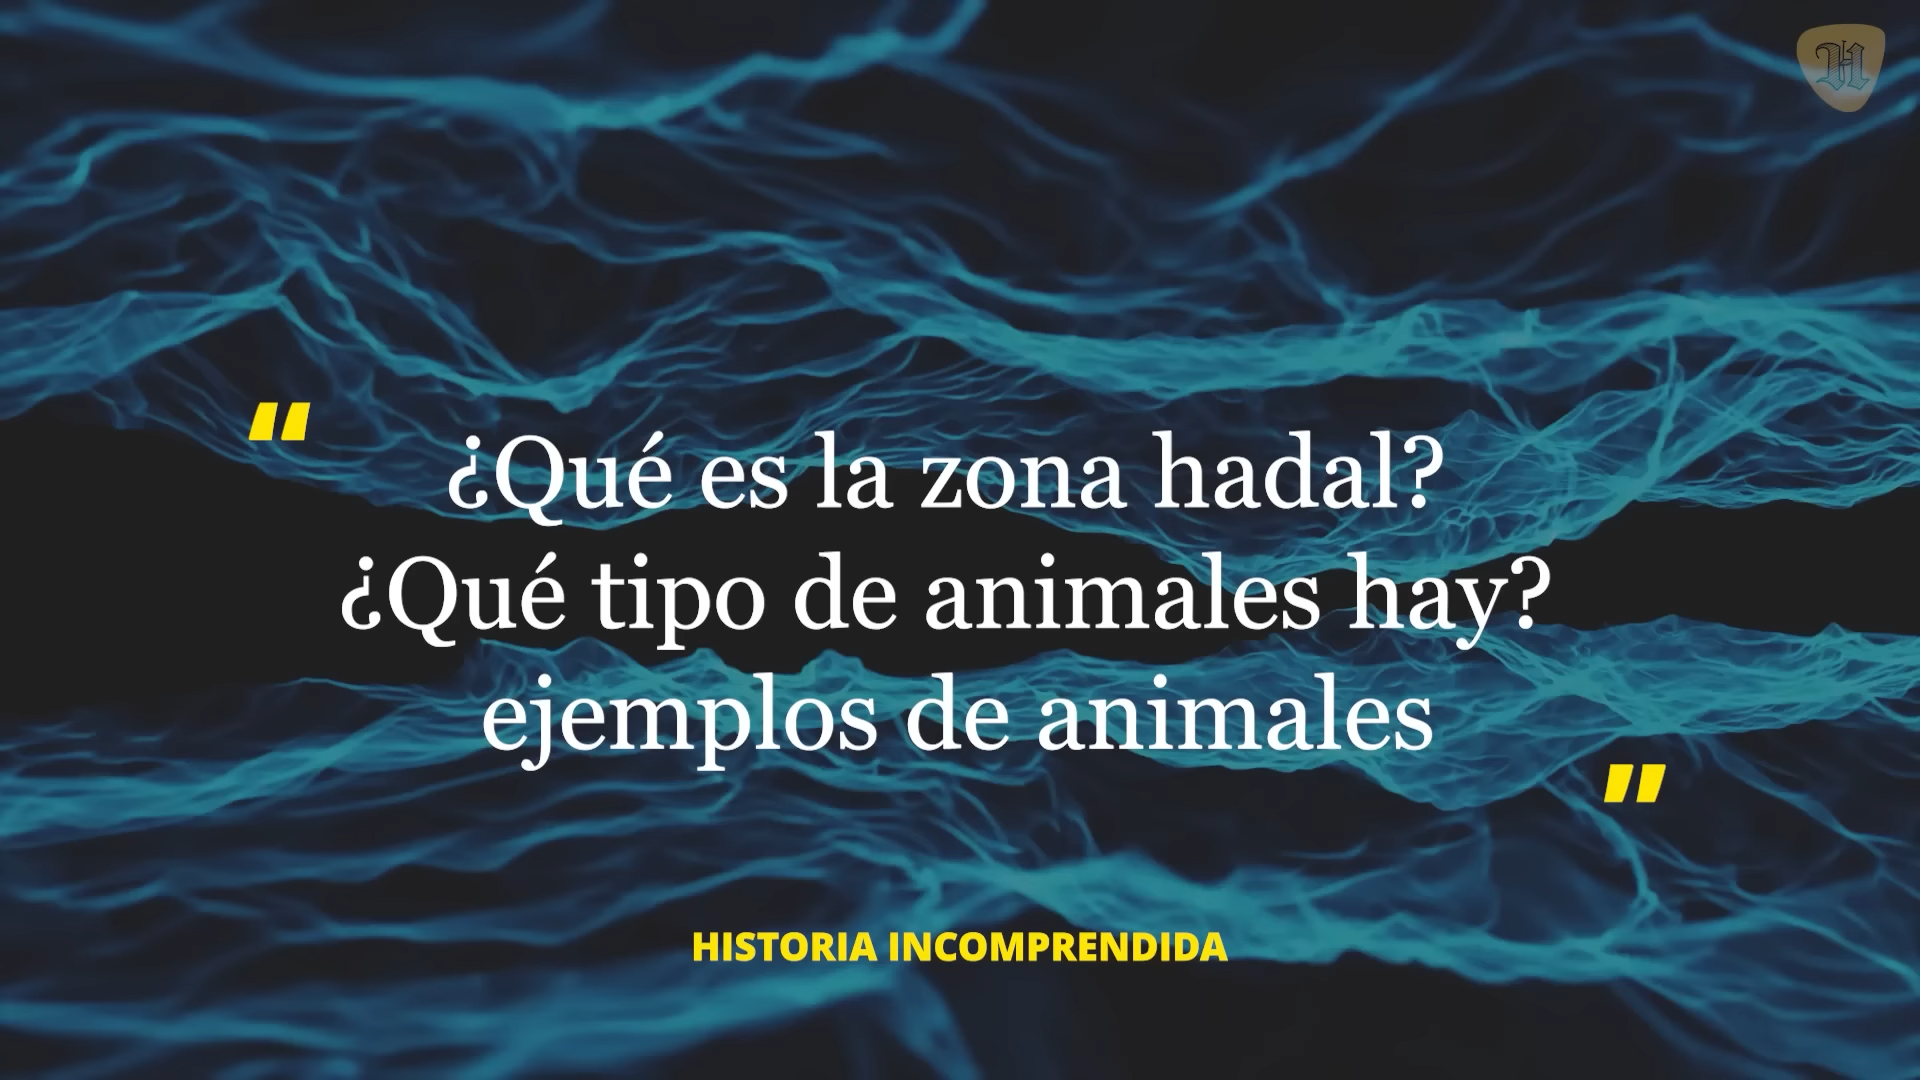 “
¿Qué es la zona hadal?
¿Qué tipo de animales hay?
ejemplos de animales
”
HISTORIA INCOMPRENDIDA